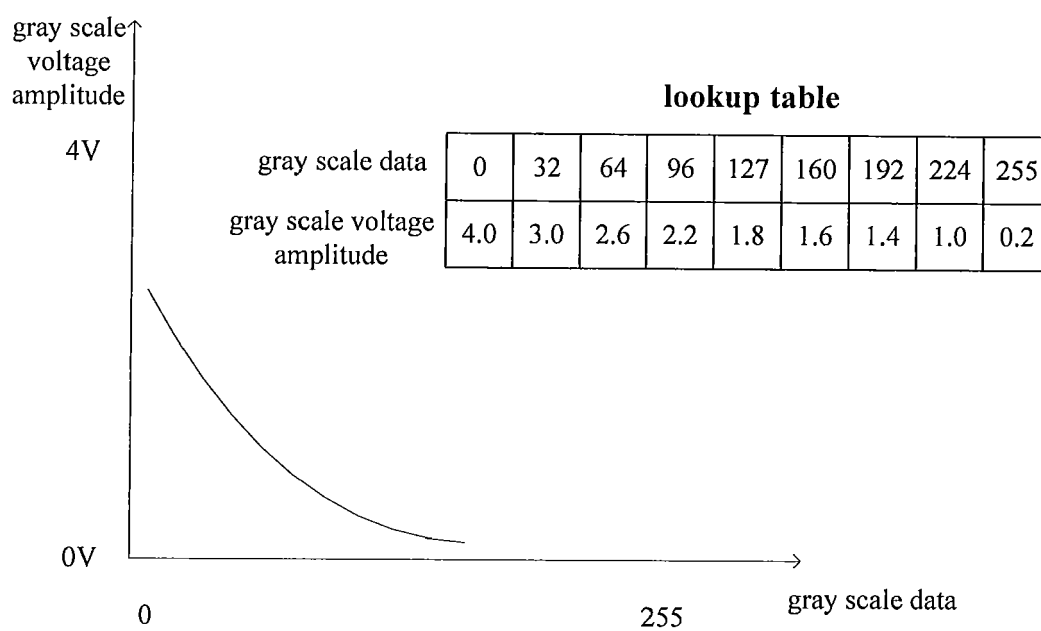 gray scale
voltage
amplitude
4V
0V
0
255
gray scale data
lookup table
gray scale data 0 32 64 96 127 160 192 224 255
gray scale voltage
amplitude 4.0 3.0 2.6 2.2 1.8 1.6 1.4 1.0 0.2